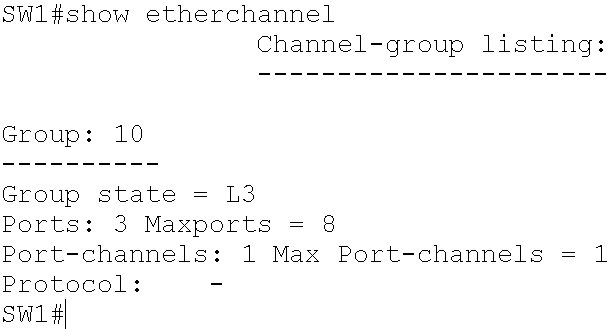 SW1#show etherchannel
Channel-group listing:
----------------------
Group: 10
----------
Group state = L3
Ports: 3 Maxports = 8
Port-channels: 1 Max Port-channels = 1
Protocol:    -
SW1#